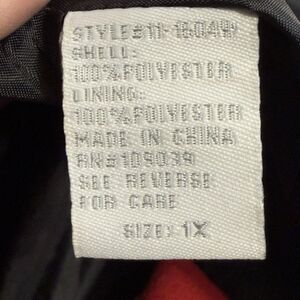 STYLE#11-160AW
SHELL:
100%POLYESTER
LINING:
100%POLYESTER
MADE IN CHINA
RN#109039
SEE REVERSE
FOR CARE
SIZE: 1X